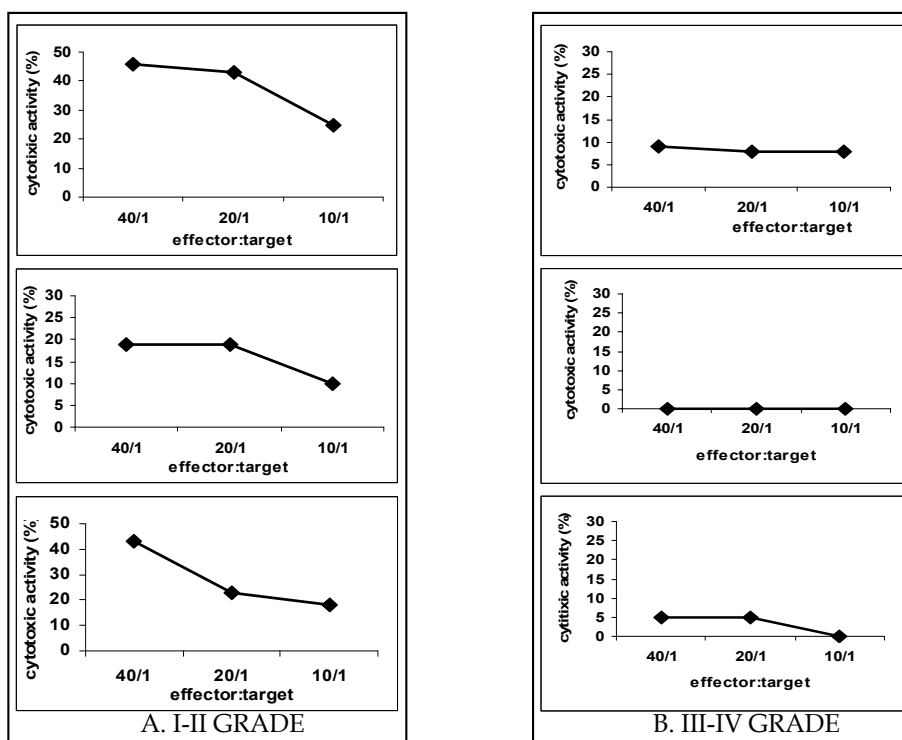 cytotixic activity (%)
50
40
30
20
10
0
40/1 20/1 10/1
effector:target
cytotoxic activity (%)
30
25
20
15
10
5
0
40/1 20/1 10/1
effector:target
cytotoxic activity (%)
50
40
30
20
10
0
40/1 20/1 10/1
effector:target
A. I-II GRADE
cytotoxic activity (%)
30
25
20
15
10
5
0
40/1 20/1 10/1
effector:target
cytotoxic activity (%)
30
25
20
15
10
5
0
40/1 20/1 10/1
effector:target
cytitixic activity (%)
30
25
20
15
10
5
0
40/1 20/1 10/1
effector:target
B. III-IV GRADE